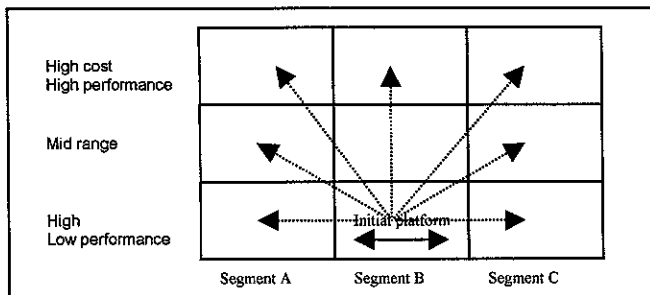 High cost
High performance
Mid range
High
Low performance
Initial platform
Segment A
Segment B
Segment C